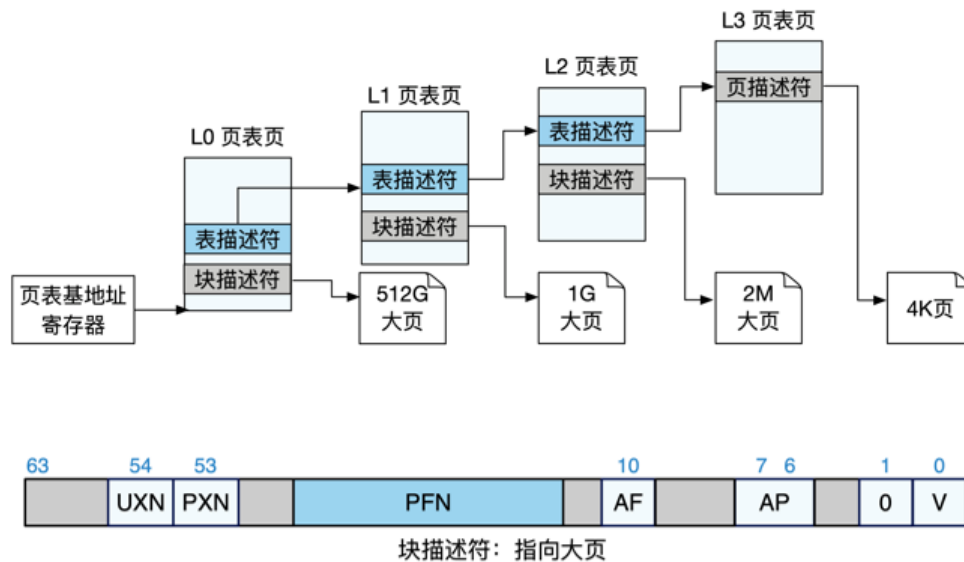 L3 页表页
L2 页表页
页描述符
L1 页表页
表描述符
L0 页表页
表描述符
块描述符
块描述符
表描述符
块描述符
页表基地址
寄存器
512G
大页
1G
大页
2M
大页
4K页
63 54 53 10 7 6 1 0
UXN PXN PFN AF AP 0 V
块描述符：指向大页